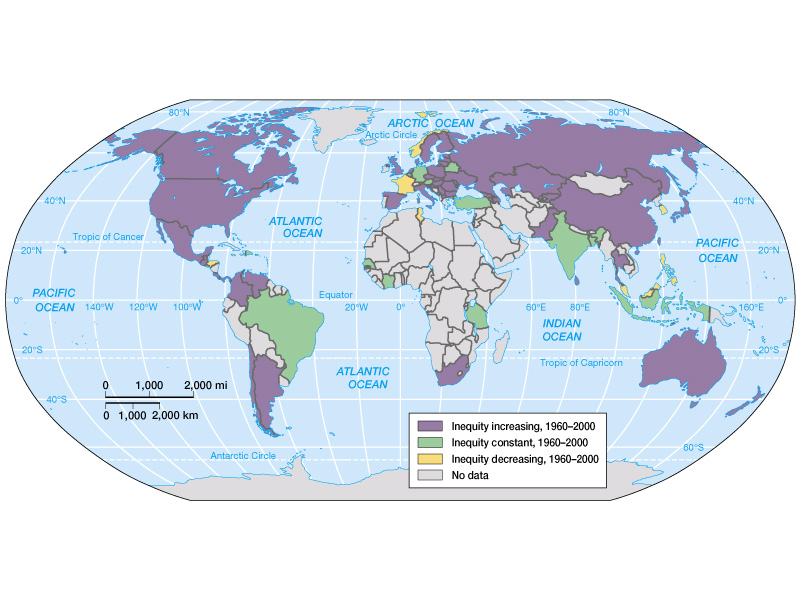 80°N
80°N
ARCTIC OCEAN
Arctic Circle
40°N
40°N
ATLANTIC
OCEAN
Tropic of Cancer
20°N
20°N
PACIFIC
OCEAN
PACIFIC
OCEAN
Equator
0°
140°W
120°W
100°W
20°W
0°
60°E
80°E
160°E
0°
INDIAN
OCEAN
20°S
20°S
Tropic of Capricorn
ATLANTIC
OCEAN
0 1,000 2,000 mi
0 1,000 2,000 km
40°S
60°S
Antarctic Circle
Inequity increasing, 1960–2000
Inequity constant, 1960–2000
Inequity decreasing, 1960–2000
No data